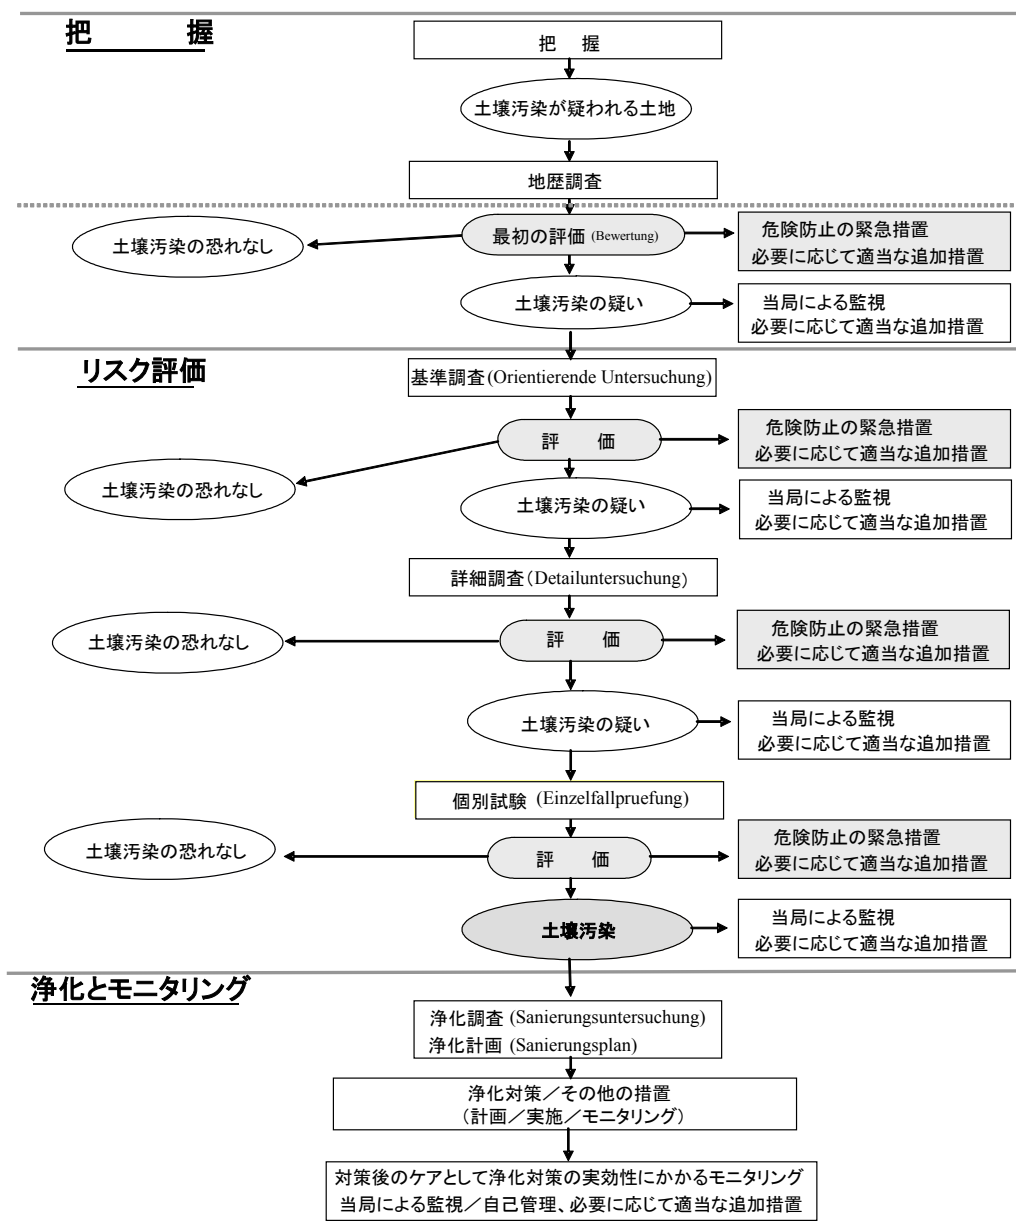 把　握
把　握
土壌汚染が疑われる土地
地歴調査
土壌汚染の恐れなし
最初の評価 (Bewertung)
危険防止の緊急措置
必要に応じて適当な追加措置
土壌汚染の疑い
当局による監視
必要に応じて適当な追加措置
リスク評価
基準調査(Orientierende Untersuchung)
評　価
危険防止の緊急措置
必要に応じて適当な追加措置
土壌汚染の恐れなし
土壌汚染の疑い
当局による監視
必要に応じて適当な追加措置
詳細調査(Detailuntersuchung)
土壌汚染の恐れなし
評　価
危険防止の緊急措置
必要に応じて適当な追加措置
土壌汚染の疑い
当局による監視
必要に応じて適当な追加措置
個別試験 (Einzelfallpruefung)
土壌汚染の恐れなし
評　価
危険防止の緊急措置
必要に応じて適当な追加措置
土壌汚染
当局による監視
必要に応じて適当な追加措置
浄化とモニタリング
浄化調査 (Sanierungsuntersuchung)
浄化計画 (Sanierungsplan)
浄化対策／その他の措置
(計画／実施／モニタリング)
対策後のケアとして浄化対策の実効性にかかるモニタリング
当局による監視／自己管理、必要に応じて適当な追加措置